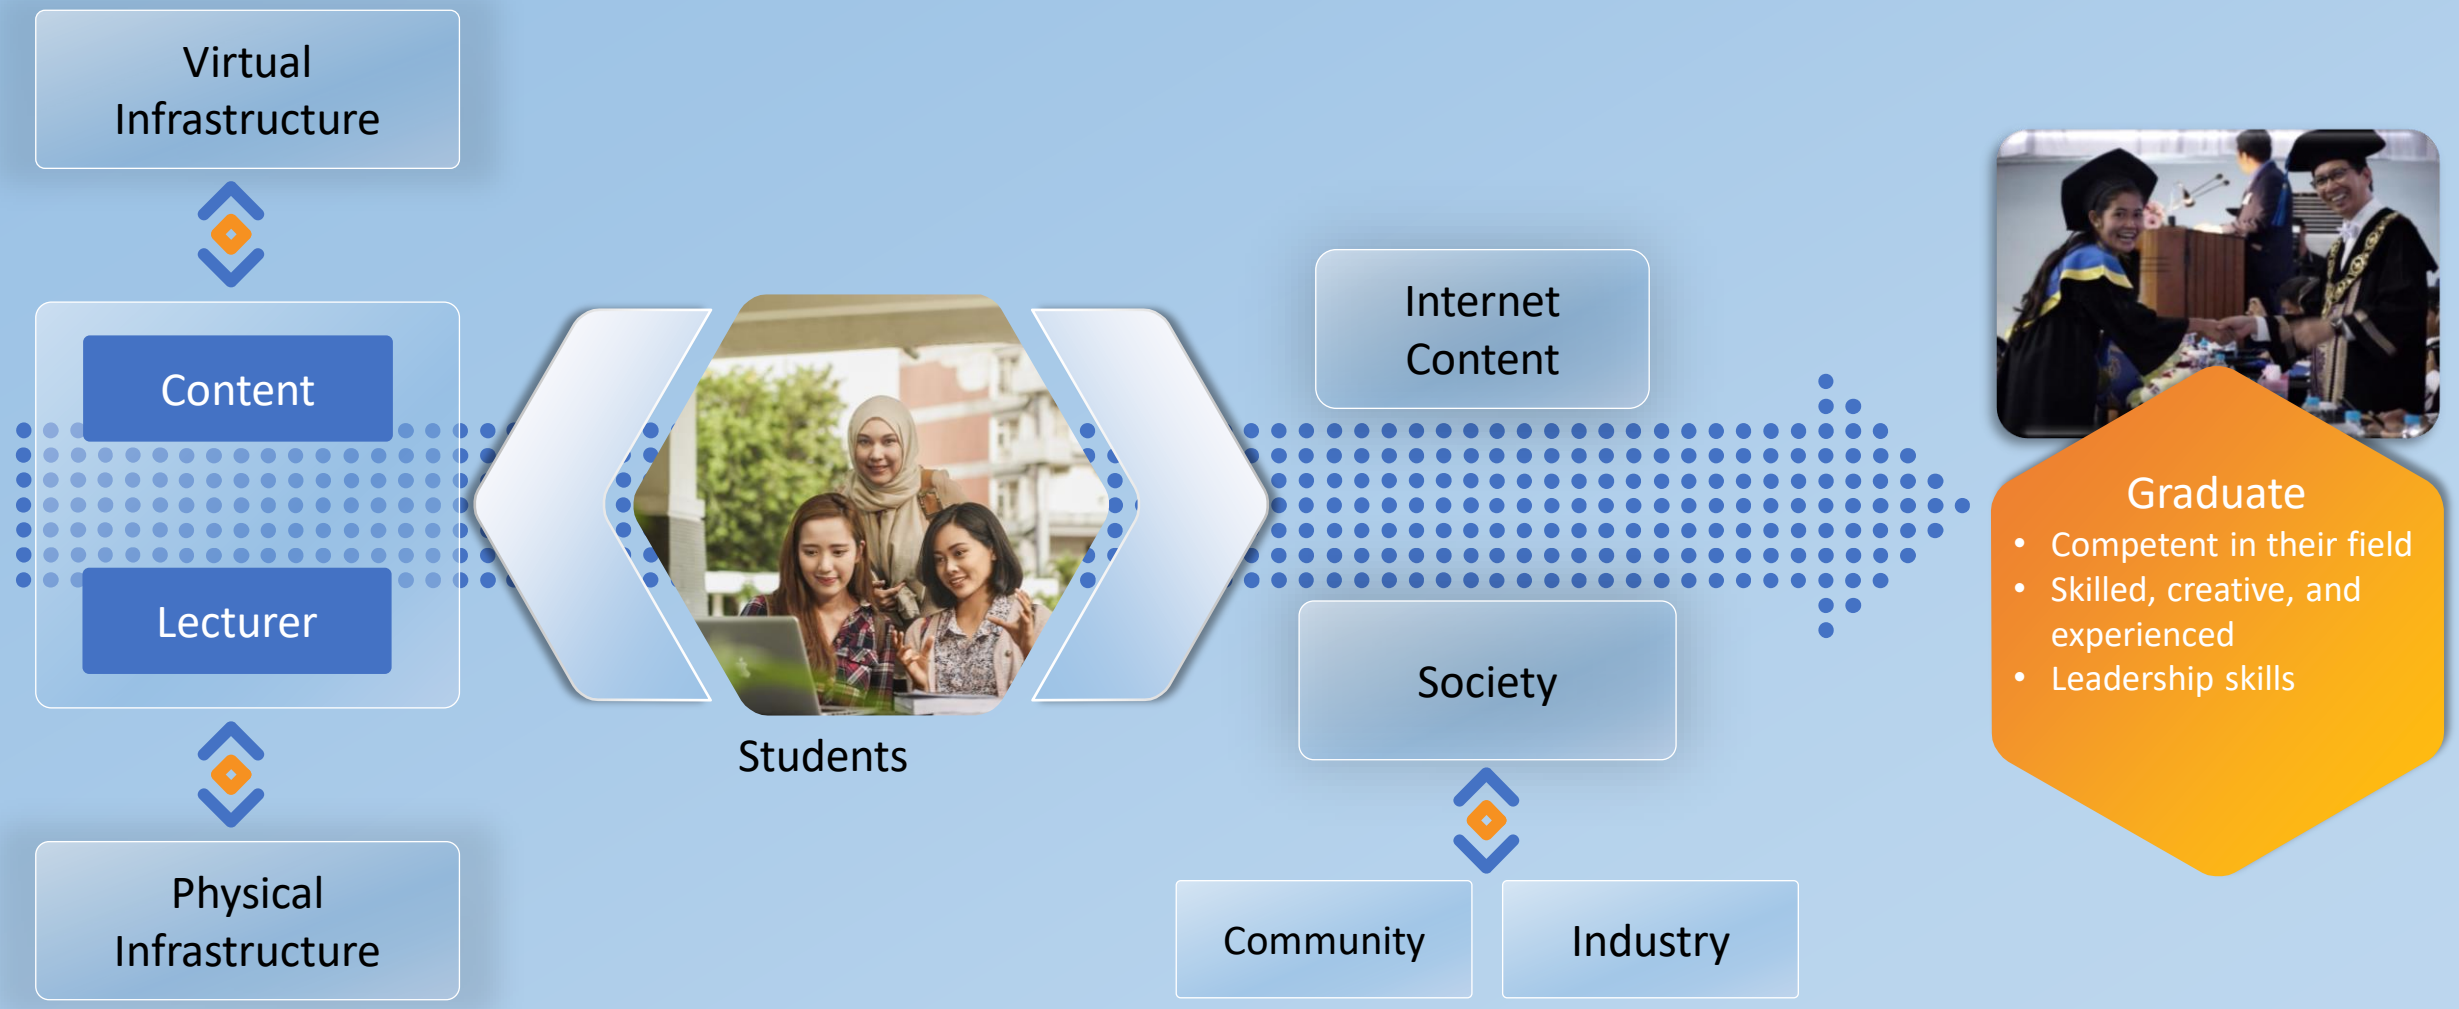 Virtual
Infrastructure
Content
Lecturer
Physical
Infrastructure
Students
Internet
Content
Society
Community
Industry
Graduate
• Competent in their field
• Skilled, creative, and
experienced
• Leadership skills